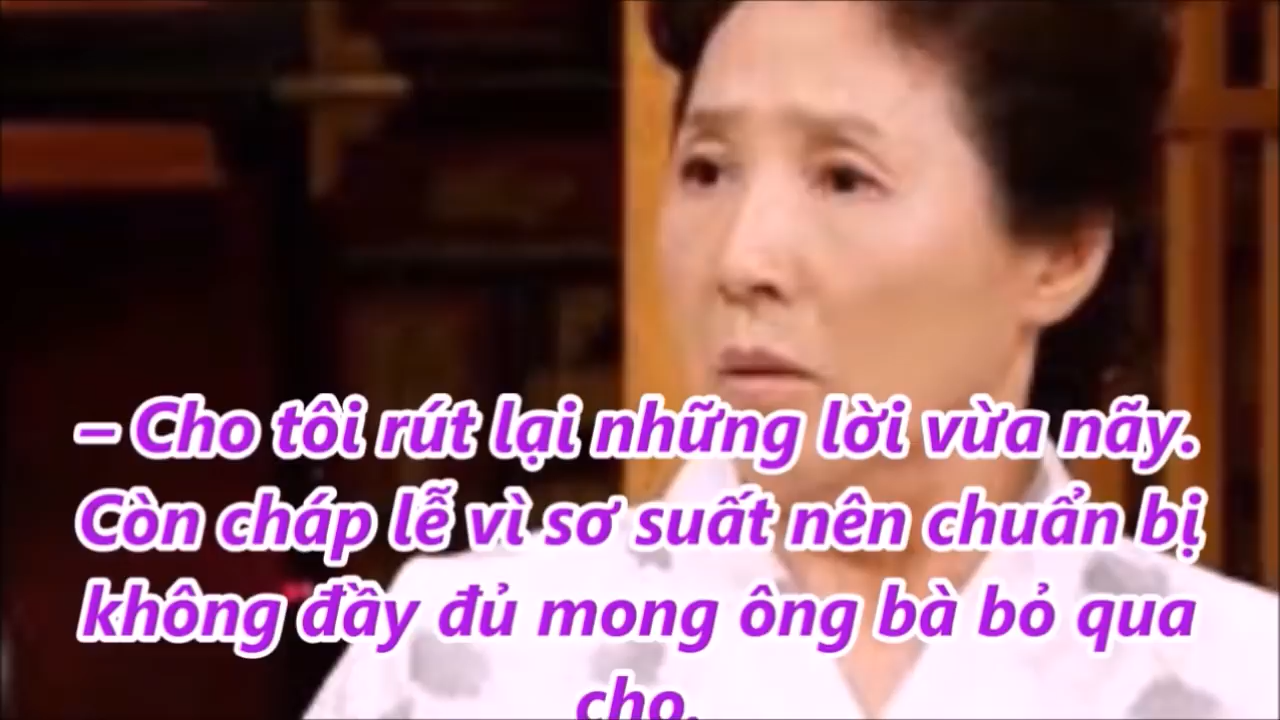 – Cho tôi rút lại những lời vừa nãy.
Còn cháp lễ vì sơ suất nên chuẩn bị
không đầy đủ mong ông bà bỏ qua
cho.